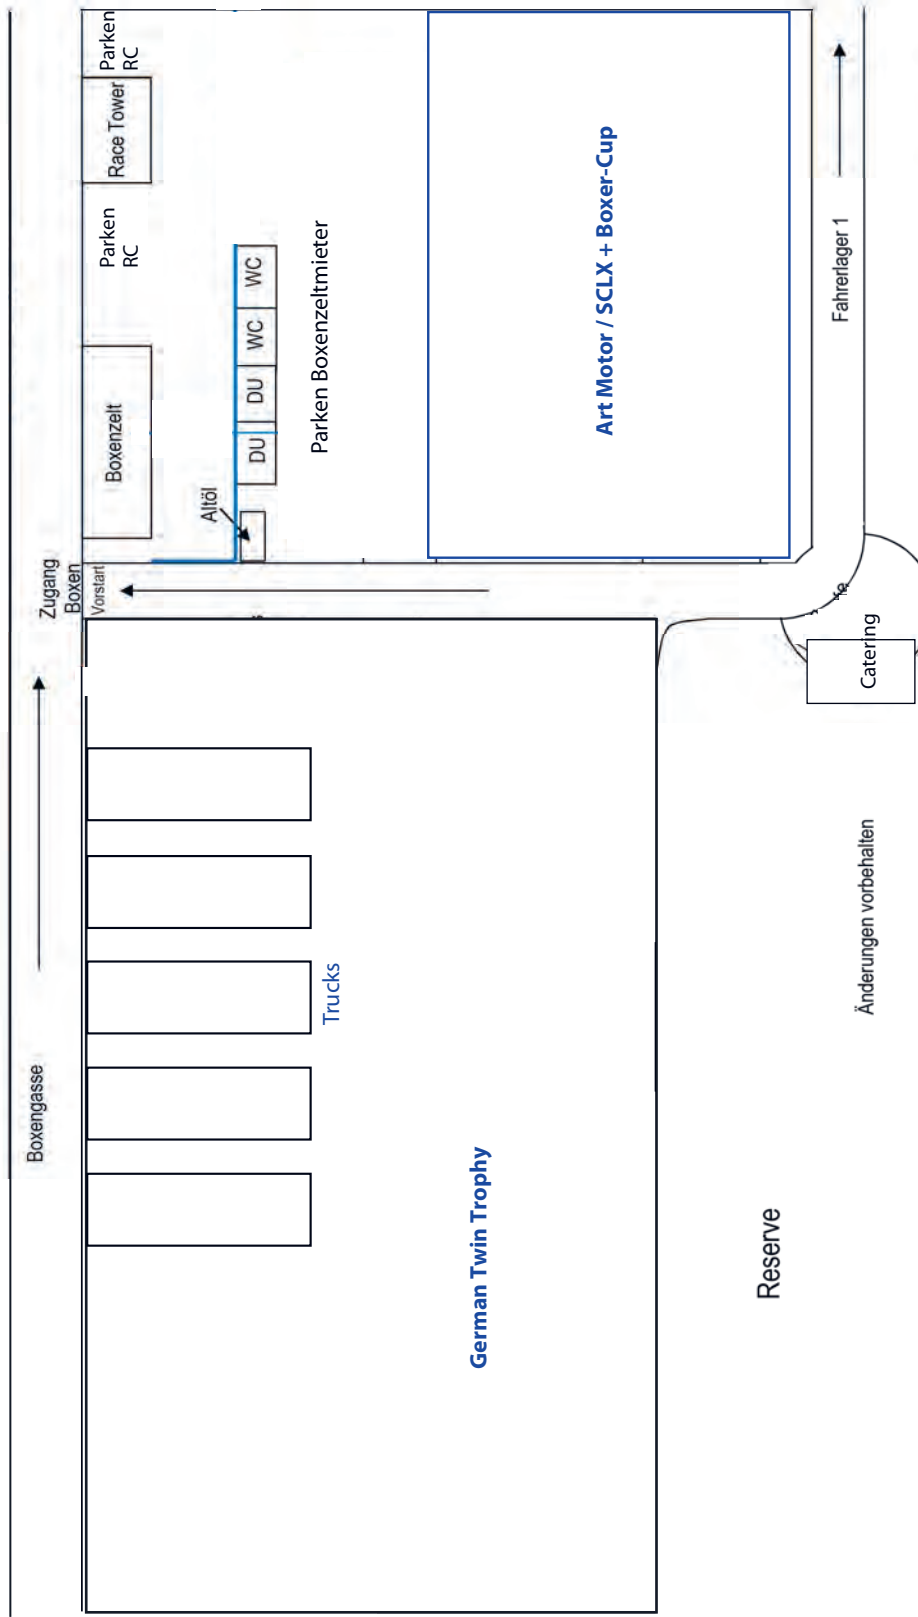 Boxengasse
Zugang
Boxen
Vorstart
Boxenzelt
Parken
RC
Race Tower
Parken
RC
Altöl
DU
DU
WC
WC
Parken Boxenzeltmieter
Trucks
German Twin Trophy
Art Motor / SCLX + Boxer-Cup
Reserve
Fahrerlager 1
Änderungen vorbehalten
Catering